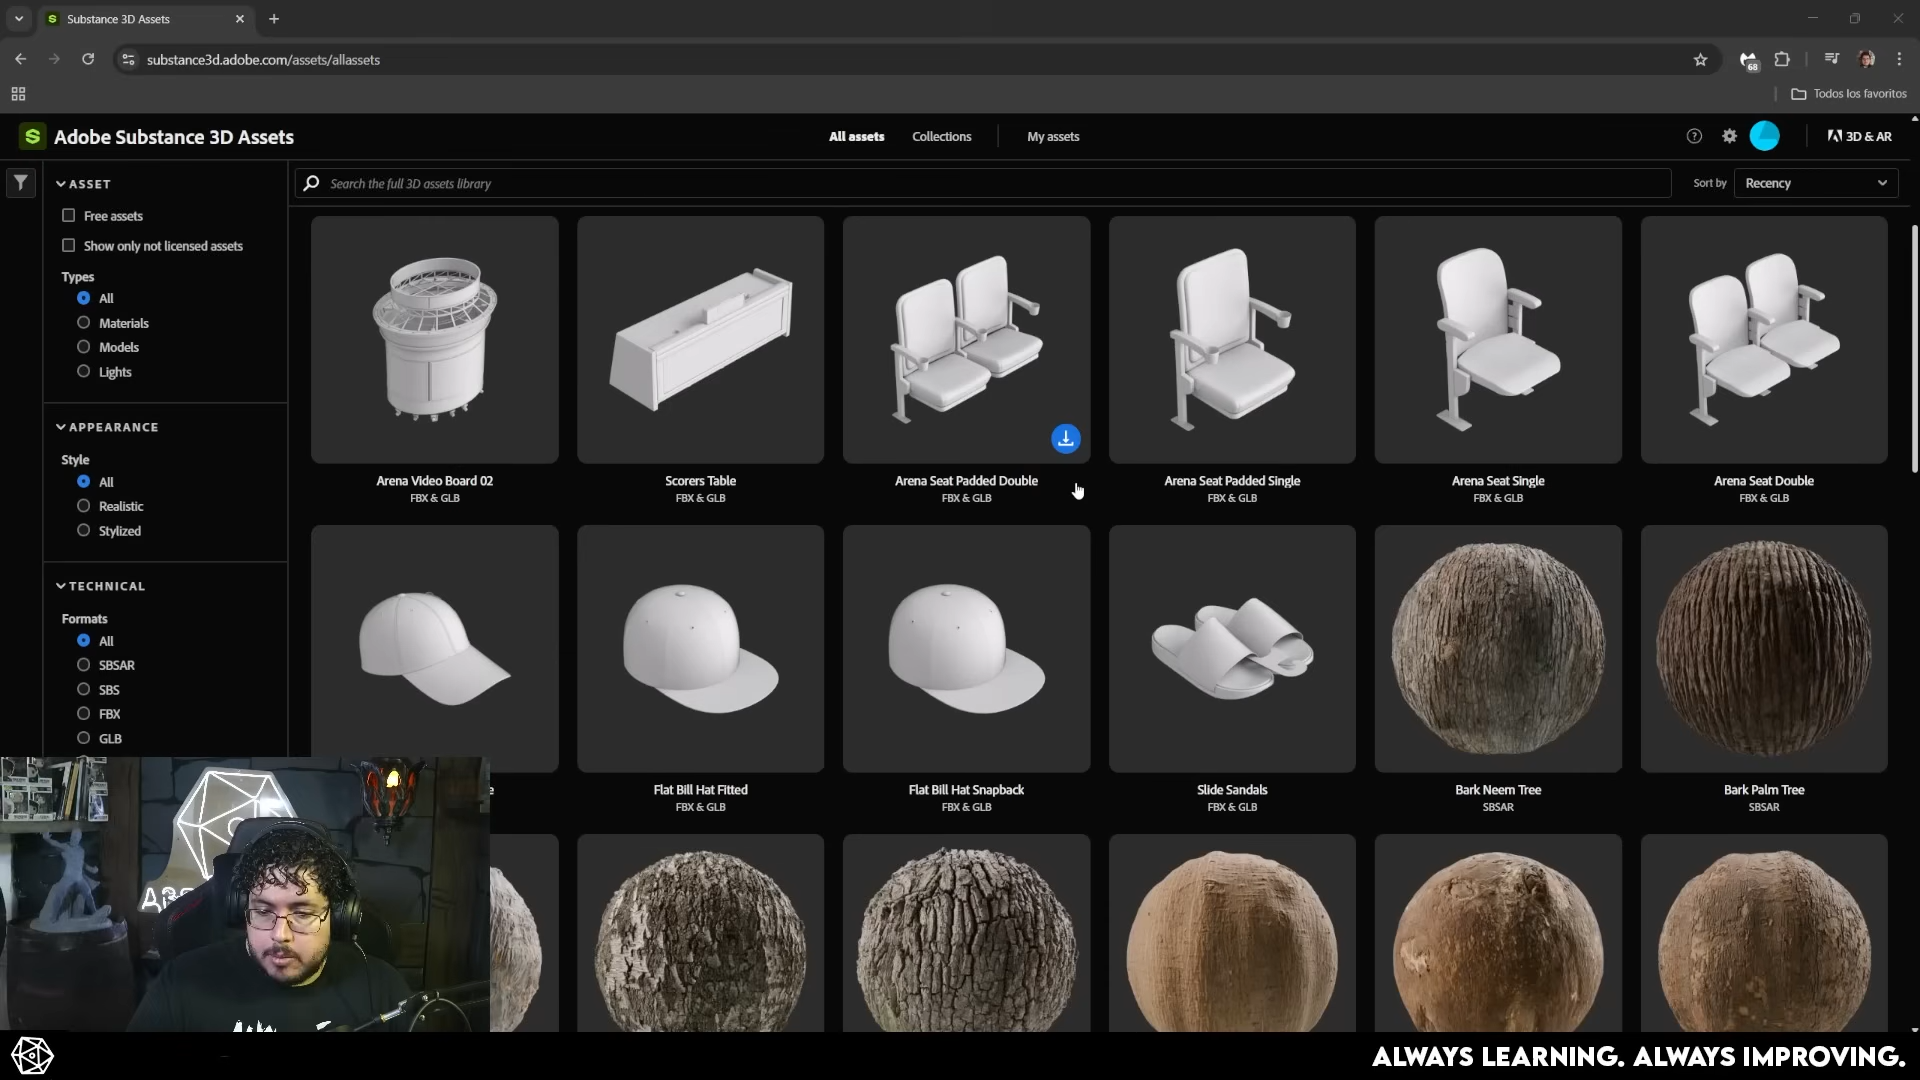 Substance 3D Assets
substance3d.adobe.com/assets/allassets
68
Todos los favoritos
Adobe Substance 3D Assets
All assets
Collections
My assets
3D & AR
ASSET
Search the full 3D assets library
Sort by
Recency
Free assets
Show only not licensed assets
Types
All
Materials
Models
Lights
APPEARANCE
Style
All
Realistic
Stylized
TECHNICAL
Formats
All
SBSAR
SBS
FBX
GLB
Arena Video Board 02
FBX & GLB
Scorers Table
FBX & GLB
Arena Seat Padded Double
FBX & GLB
Arena Seat Padded Single
FBX & GLB
Arena Seat Single
FBX & GLB
Arena Seat Double
FBX & GLB
Flat Bill Hat Fitted
FBX & GLB
Flat Bill Hat Snapback
FBX & GLB
Slide Sandals
FBX & GLB
Bark Neem Tree
SBSAR
Bark Palm Tree
SBSAR
ALWAYS LEARNING. ALWAYS IMPROVING.